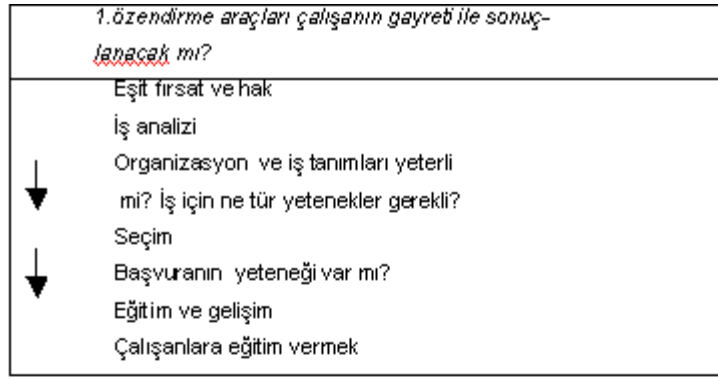 1.özendirme araçları çalışanın gayreti ile sonuç-
lanacak mı?
Eşit fırsat ve hak
İş analizi
Organizasyon ve iş tanımları yeterli
mi? İş için ne tür yetenekler gerekli?
Seçim
Başvuranın yeteneği var mı?
Eğitim ve gelişim
Çalışanlara eğitim vermek